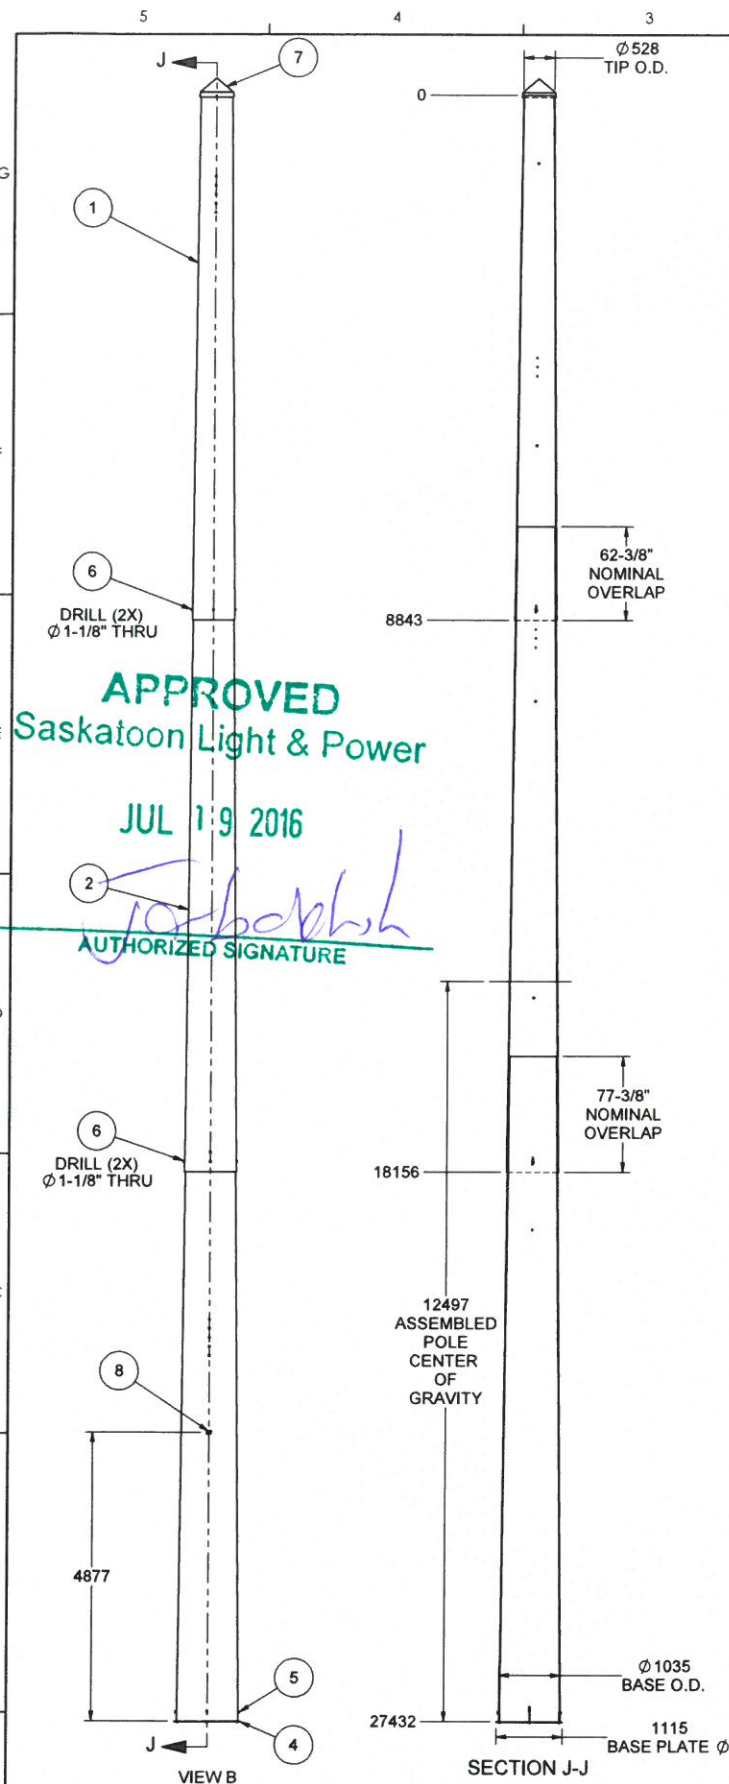 5 4 3
J
7
Ø528
TIP O.D.
0
G
1
62-3/8"
NOMINAL
OVERLAP
6
DRILL (2X)
Ø1-1/8" THRU
8843
APPROVED
Saskatoon Light & Power
JUL 19 2016
2
AUTHORIZED SIGNATURE
77-3/8"
NOMINAL
OVERLAP
6
DRILL (2X)
Ø1-1/8" THRU
18156
12497
ASSEMBLED
POLE
CENTER
OF
GRAVITY
8
4877
5
Ø1035
BASE O.D.
27432
4
1115
BASE PLATE Ø
J
VIEW B
SECTION J-J